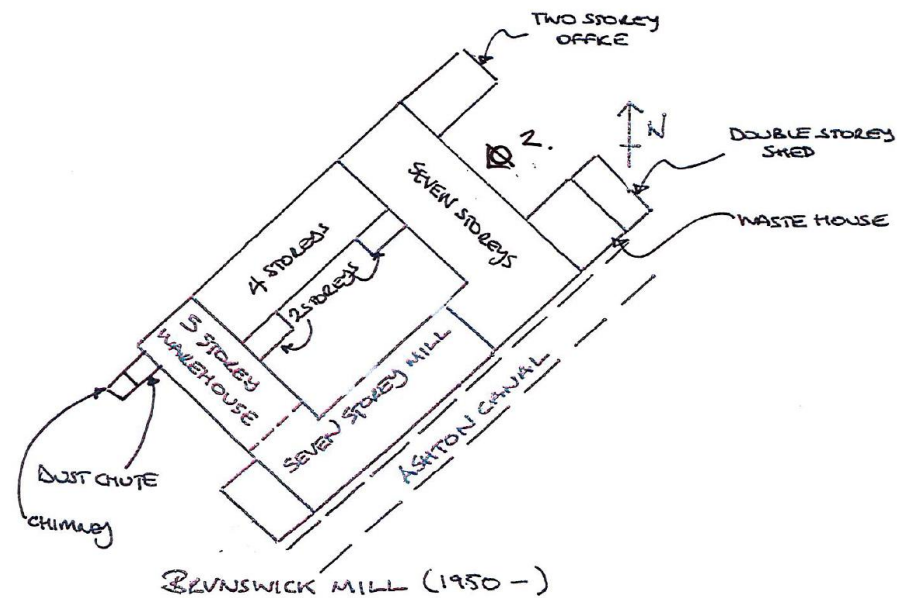 TWO STOREY
OFFICE
2.
N
DOUBLE STOREY
SHED
WASTE HOUSE
SEVEN STOREYS
4 STOREYS
2 STOREYS
5 STOREY
WAREHOUSE
SEVEN STOREY MILL
ASHTON CANAL
DUST CHUTE
CHIMNEY
BRUNSWICK MILL (1950 -)